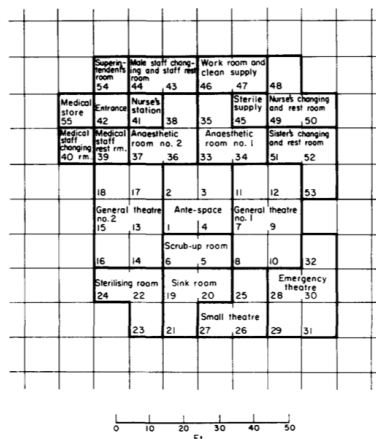 Superin-
tendent's
room
54
Male staff chang-
ing and staff rest
room
44 43
Work room and
clean supply
46 47
48
Medical
store
55
Entrance
42
Nurse's
station
41 38
35
Sterile
supply
45
Nurse's changing
and rest room
49 50
Medical
staff
changing
40 rm.
Medical
staff
rest rm.
39
Anaesthetic
room no. 2
37 36
Anaesthetic
room no. 1
33 34
Sister's changing
and rest room
51 52
18 17 2 3 11 12 53
General theatre
no. 2
15 13
Ante-space
1 4
General theatre
no. 1
7 9
Scrub-up room
16 14 6 5 8 10 32
Sterilising room
24 22
Sink room
19 20
25
Emergency
theatre
28 30
Small theatre
23 21 27 26 29 31
0 10 20 30 40 50
Ft